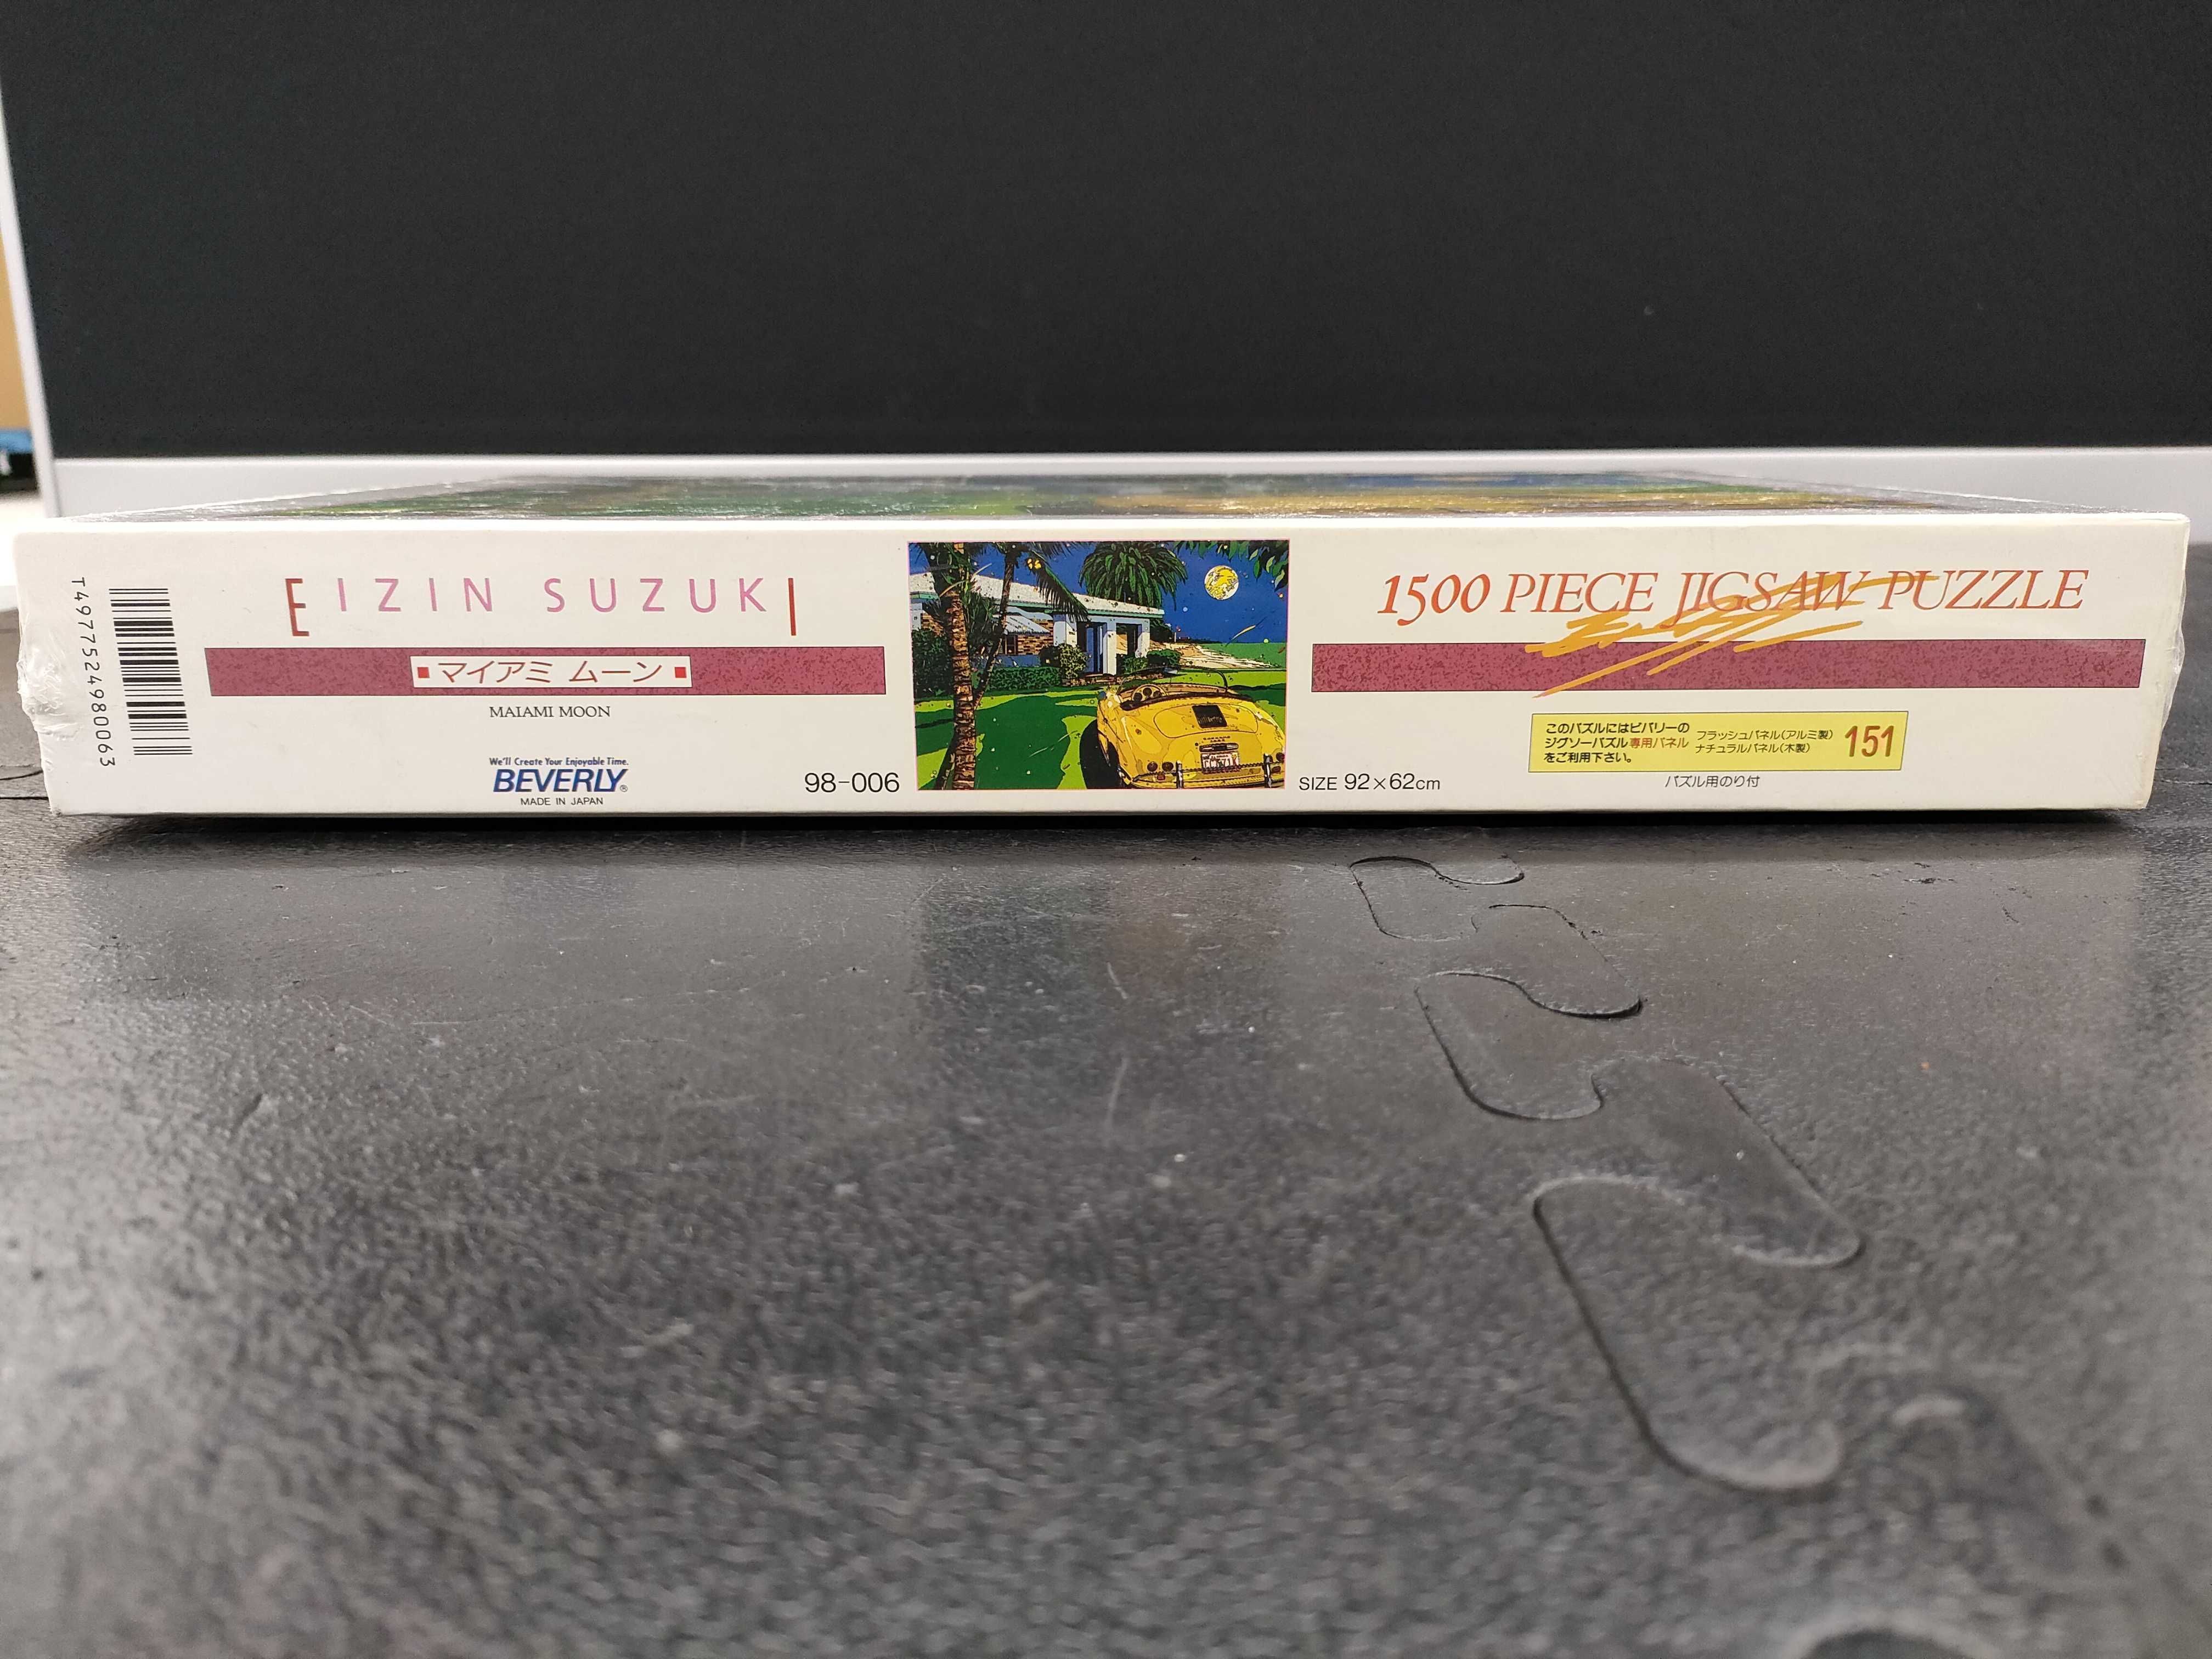 T4977524980063
EIZIN SUZUKI
マイアミ ムーン
MAIAMI MOON
We'll Create Your Enjoyable Time.
BEVERLY®
MADE IN JAPAN
98-006
1500 PIECE JIGSAW PUZZLE
SIZE 92×62cm
このパズルにはビバリーの
ジグソーパズル専用パネル
をご利用下さい。
フラッシュパネル(アルミ製)
ナチュラルパネル(木製)
151
パズル用のり付